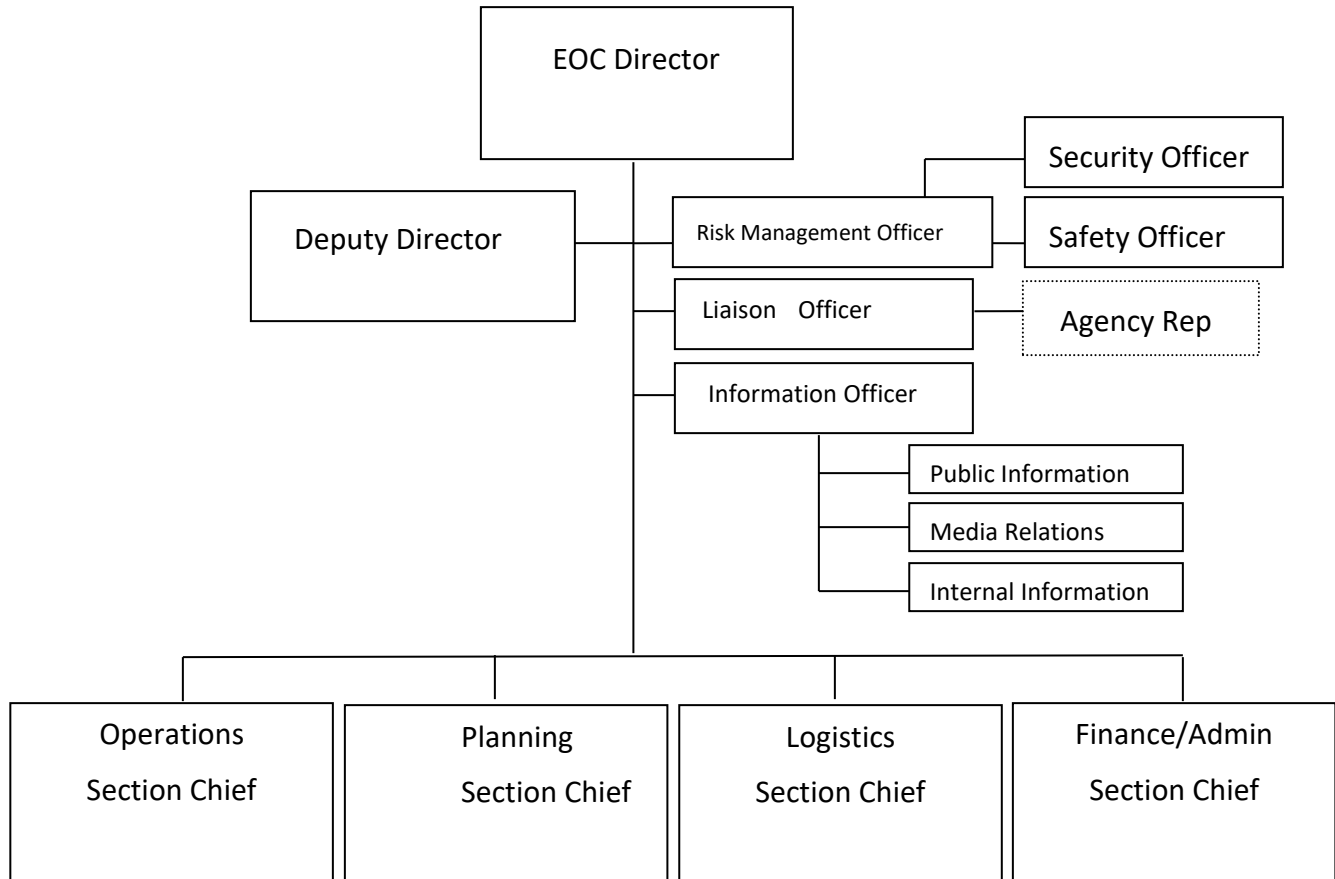 EOC Director
Security Officer
Deputy Director
Risk Management Officer
Safety Officer
Liaison Officer
Agency Rep
Information Officer
Public Information
Media Relations
Internal Information
Operations
Section Chief
Planning
Section Chief
Logistics
Section Chief
Finance/Admin
Section Chief